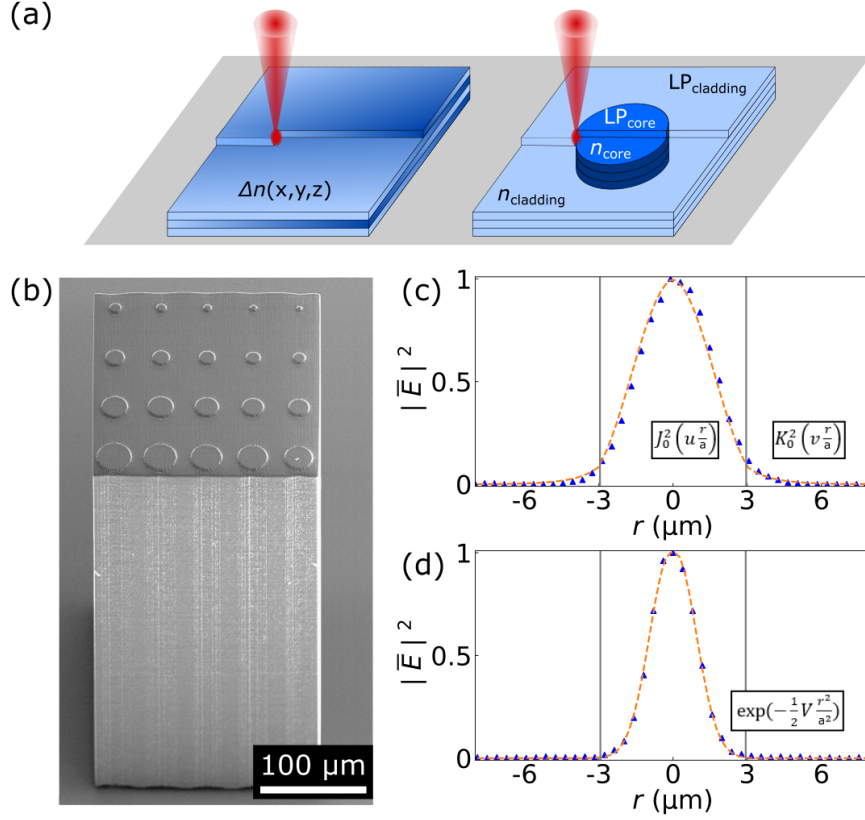 (a)
LP_cladding
LP_core
n_core
Δn(x,y,z)
n_cladding
(b)
100 μm
(c)
1
0.5
0
|E̅|²
J₀²(u r/a)
K₀²(v r/a)
-6 -3 0 3 6
r (μm)
(d)
1
0.5
0
|E̅|²
exp(-½V r²/a²)
-6 -3 0 3 6
r (μm)